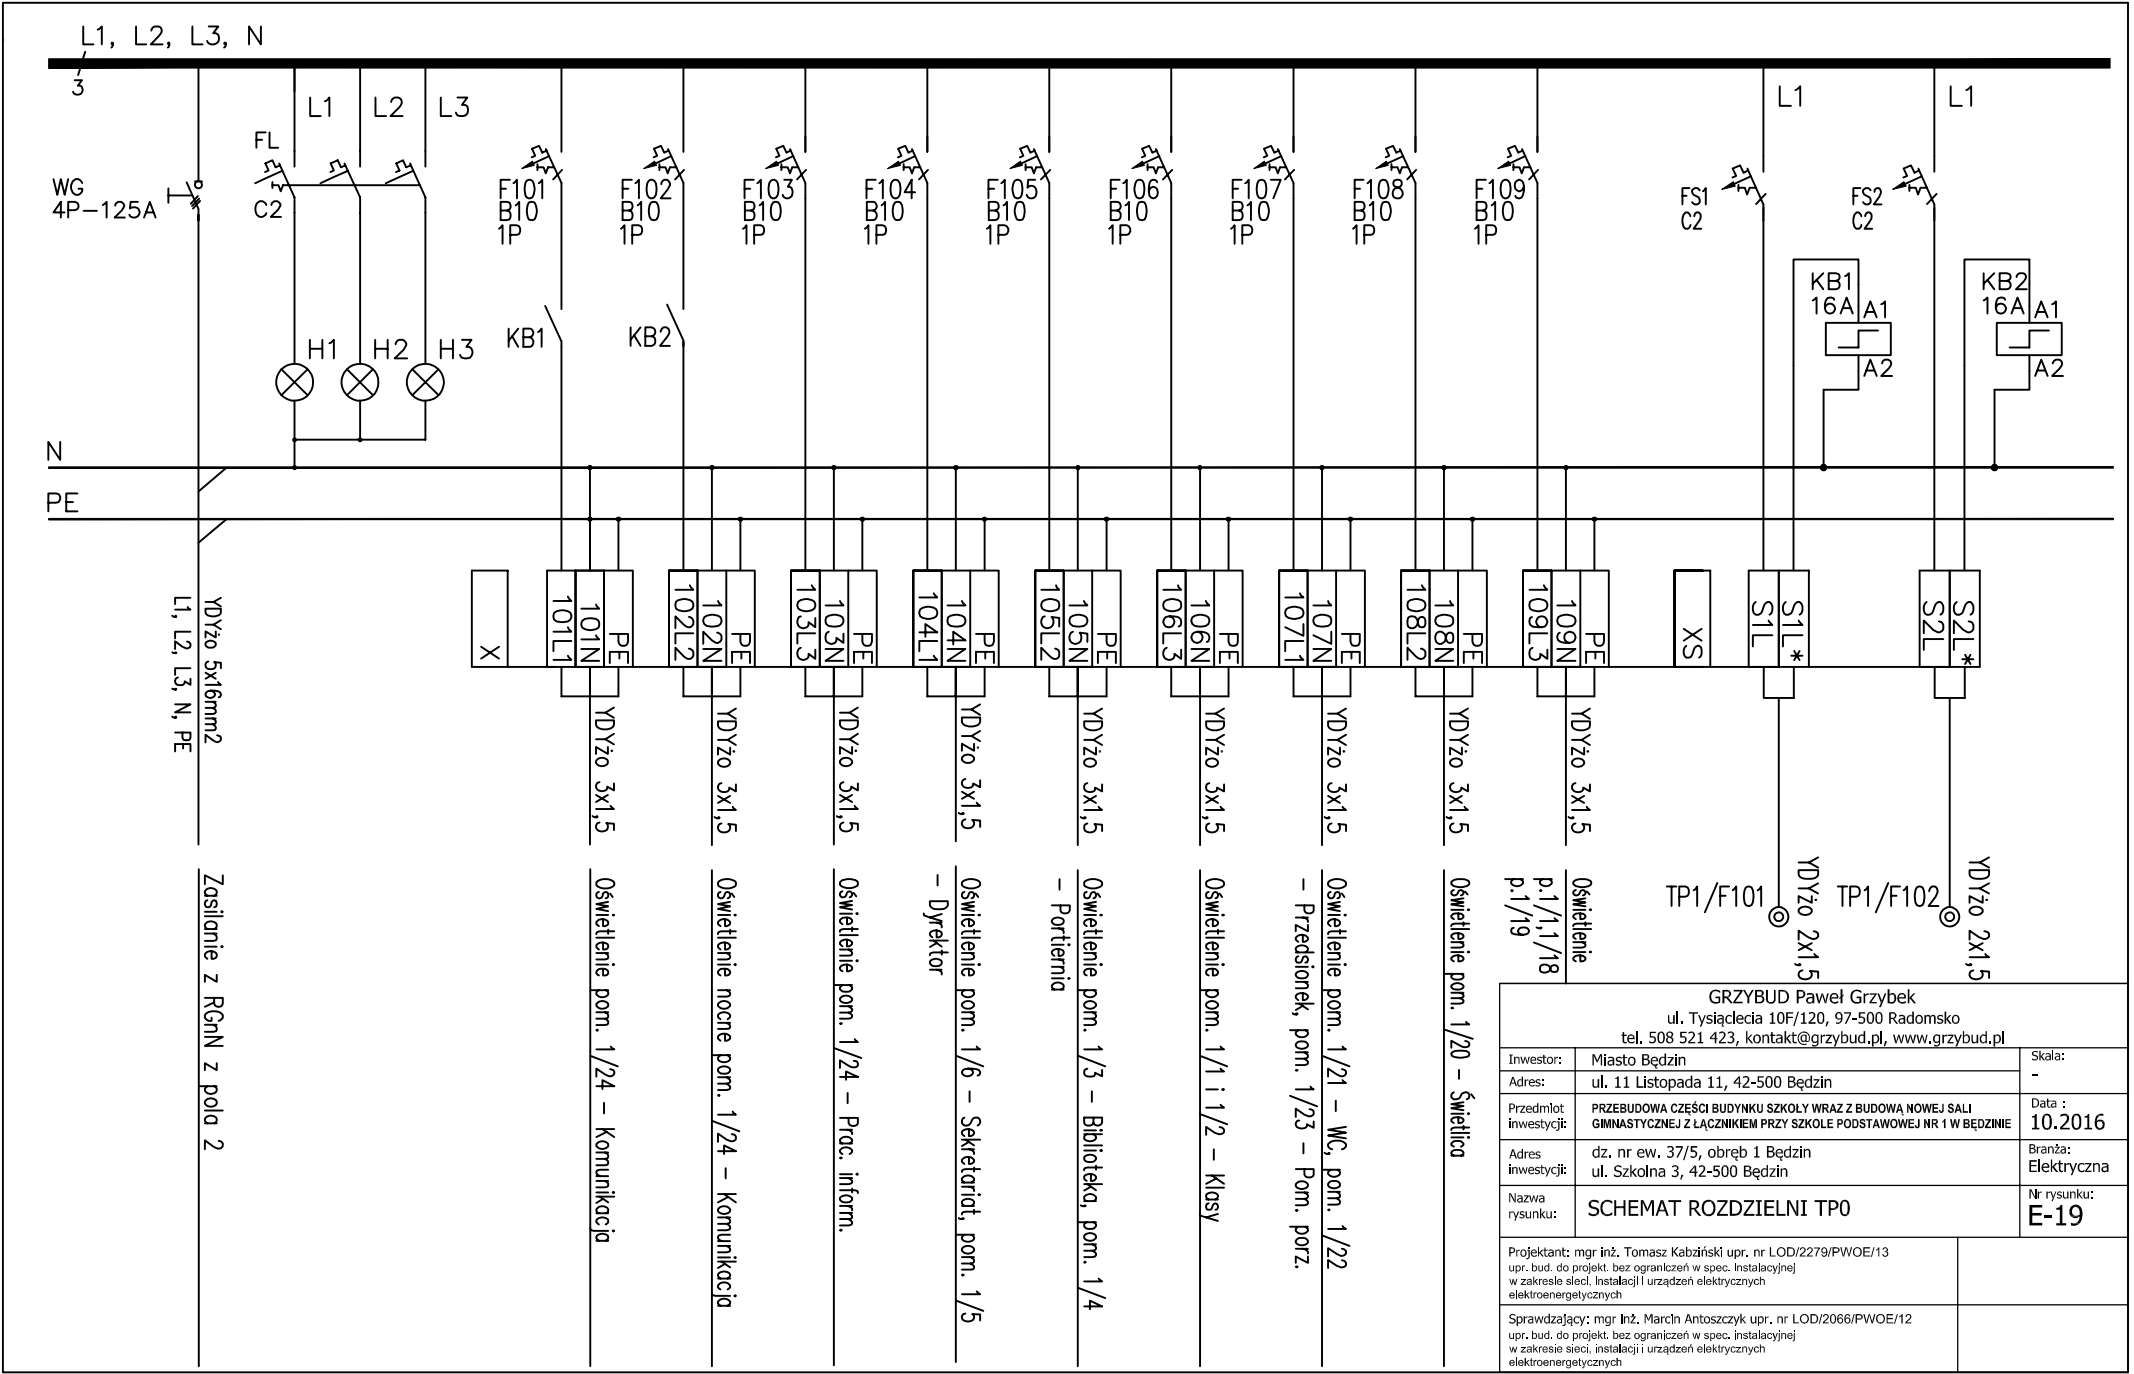 L1, L2, L3, N
3
L1
L2
L3
L1
L1
FL
C2
WG
4P-125A
F101
B10
1P
F102
B10
1P
F103
B10
1P
F104
B10
1P
F105
B10
1P
F106
B10
1P
F107
B10
1P
F108
B10
1P
F109
B10
1P
FS1
C2
FS2
C2
KB1
16A
A1
A2
KB2
16A
A1
A2
KB1
KB2
H1
H2
H3
N
PE
YDYżo 5x16mm2
L1, L2, L3, N, PE
X
101L1
101N
PE
102L2
102N
PE
103L3
103N
PE
104L1
104N
PE
105L2
105N
PE
106L3
106N
PE
107L1
107N
PE
108L2
108N
PE
109L3
109N
PE
XS
S1L
S1L*
S2L
S2L*
YDYżo 3x1,5
YDYżo 3x1,5
YDYżo 3x1,5
YDYżo 3x1,5
YDYżo 3x1,5
YDYżo 3x1,5
YDYżo 3x1,5
YDYżo 3x1,5
YDYżo 3x1,5
TP1/F101
YDYżo 2x1,5
TP1/F102
YDYżo 2x1,5
Zasilanie z RGnN z pola 2
Oświetlenie pom. 1/24 - Komunikacja
Oświetlenie nocne pom. 1/24 - Komunikacja
Oświetlenie pom. 1/24 - Prac. inform.
Oświetlenie pom. 1/6 - Sekretariat, pom. 1/5
- Dyrektor
Oświetlenie pom. 1/3 - Biblioteka, pom. 1/4
- Portiernia
Oświetlenie pom. 1/1 i 1/2 - Klasy
Oświetlenie pom. 1/21 - WC, pom. 1/22
- Przedsionek, pom. 1/23 - Pom. porz.
Oświetlenie pom. 1/20 - Świetlica
Oświetlenie
p.1/1,1/18
p.1/19
GRZYBUD Paweł Grzybek
ul. Tysiąclecia 10F/120, 97-500 Radomsko
tel. 508 521 423, kontakt@grzybud.pl, www.grzybud.pl
Inwestor:
Miasto Będzin
Skala:
-
Adres:
ul. 11 Listopada 11, 42-500 Będzin
Przedmiot
inwestycji:
PRZEBUDOWA CZĘŚCI BUDYNKU SZKOŁY WRAZ Z BUDOWĄ NOWEJ SALI
GIMNASTYCZNEJ Z ŁĄCZNIKIEM PRZY SZKOLE PODSTAWOWEJ NR 1 W BĘDZINIE
Data :
10.2016
Adres
inwestycji:
dz. nr ew. 37/5, obręb 1 Będzin
ul. Szkolna 3, 42-500 Będzin
Branża:
Elektryczna
Nazwa
rysunku:
SCHEMAT ROZDZIELNI TP0
Nr rysunku:
E-19
Projektant: mgr inż. Tomasz Kabziński upr. nr LOD/2279/PWOE/13
upr. bud. do projekt. bez ograniczeń w spec. instalacyjnej
w zakresie sieci, instalacji i urządzeń elektrycznych
elektroenergetycznych
Sprawdzający: mgr inż. Marcin Antoszczyk upr. nr LOD/2066/PWOE/12
upr. bud. do projekt. bez ograniczeń w spec. instalacyjnej
w zakresie sieci, instalacji i urządzeń elektrycznych
elektroenergetycznych